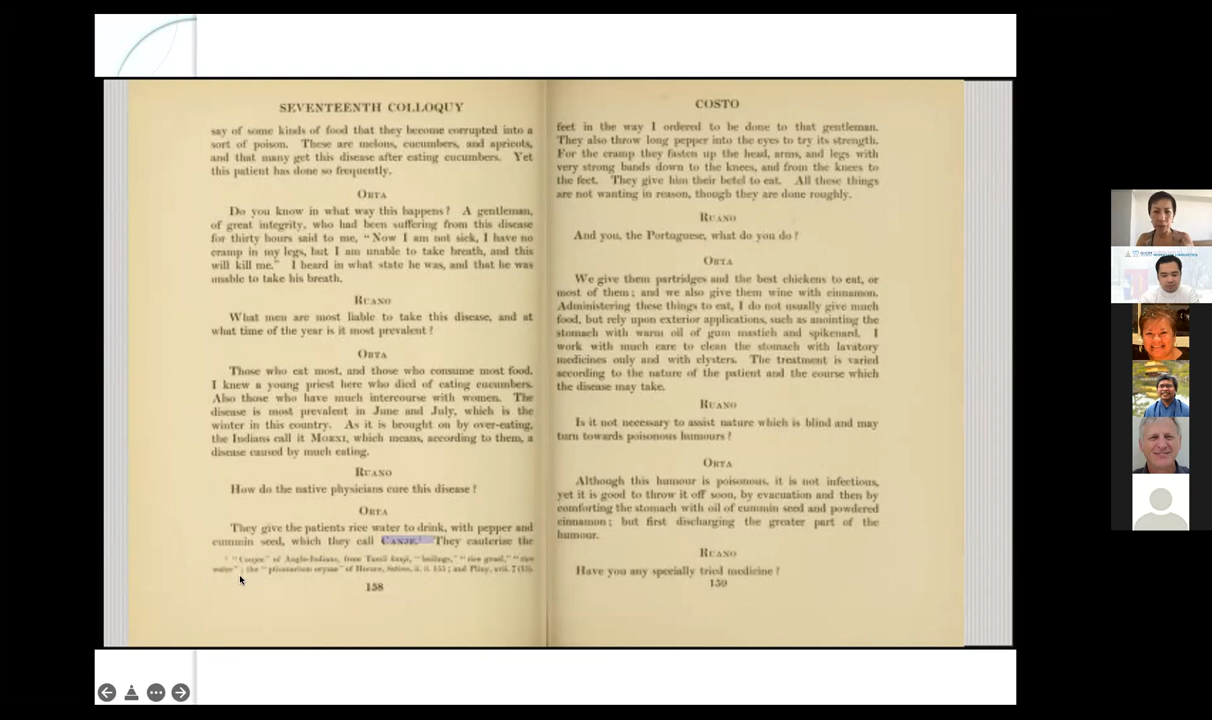 SEVENTEENTH COLLOQUY
say of some kinds of food that they become corrupted into a
sort of poison. These are melons, cucumbers, and apricots,
and that many get this disease after eating cucumbers. Yet
this patient has done so frequently.
ORTA
Do you know in what way this happens? A gentleman,
of great integrity, who had been suffering from this disease
for thirty hours said to me, "Now I am not sick, I have no
cramp in my legs, but I am unable to take breath, and this
will kill me." I heard in what state he was, and that he was
unable to take his breath.
RUANO
What men are most liable to take this disease, and at
what time of the year is it most prevalent?
ORTA
Those who eat most, and those who consume most food.
I knew a young priest here who died of eating cucumbers.
Also those who have much intercourse with women. The
disease is most prevalent in June and July, which is the
winter in this country. As it is brought on by over-eating,
the Indians call it MORXI, which means, according to them, a
disease caused by much eating.
RUANO
How do the native physicians cure this disease?
ORTA
They give the patients rice water to drink, with pepper and
cummin seed, which they call CANJE.¹ They cauterise the
¹ "Canjee" of Anglo-Indians, from Tamil kanji, "boilings," "rice gruel," "rice
water"; the "ptisanarium oryzae" of Horace,
158
COSTO
feet in the way I ordered to be done to that gentleman.
They also throw long pepper into the eyes to try its strength.
For the cramp they fasten up the head, arms, and legs with
very strong bands down to the knees, and from the knees to
the feet. They give him their betel to eat. All these things
are not wanting in reason, though they are done roughly.
RUANO
And you, the Portuguese, what do you do?
ORTA
We give them partridges and the best chickens to eat, or
most of them; and we also give them wine with cinnamon.
Administering these things to eat, I do not usually give much
food, but rely upon exterior applications, such as anointing the
stomach with warm oil of gum mastich and spikenard. I
work with much care to clean the stomach with lavatory
medicines only and with clysters. The treatment is varied
according to the nature of the patient and the course which
the disease may take.
RUANO
Is it not necessary to assist nature which is blind and may
turn towards poisonous humours?
ORTA
Although this humour is poisonous, it is not infectious,
yet it is good to throw it off soon, by evacuation and then by
comforting the stomach with oil of cummin seed and powdered
cinnamon; but first discharging the greater part of the
humour.
RUANO
Have you any specially tried medicine?
159